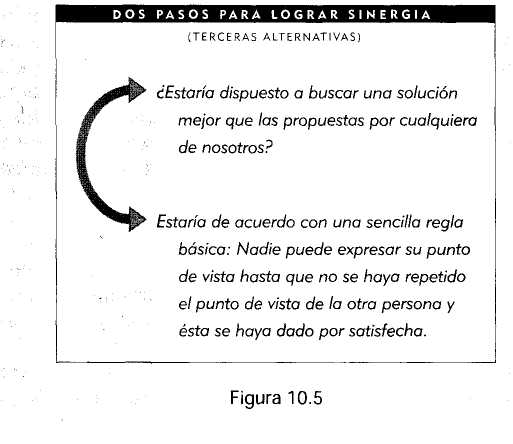 DOS PASOS PARA LOGRAR SINERGIA
(TERCERAS ALTERNATIVAS)
¿Estaría dispuesto a buscar una solución
mejor que las propuestas por cualquiera
de nosotros?
Estaría de acuerdo con una sencilla regla
básica: Nadie puede expresar su punto
de vista hasta que no se haya repetido
el punto de vista de la otra persona y
ésta se haya dado por satisfecha.
Figura 10.5